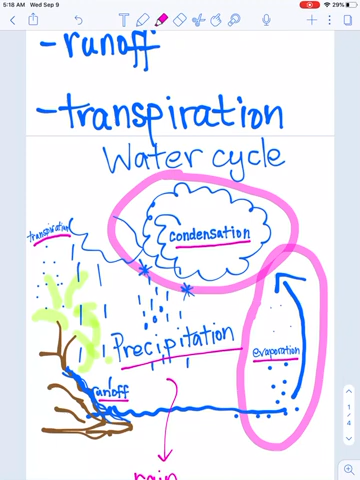 5:18 AM Wed Sep 9
29%
-runoff
-transpiration
Water cycle
transpiration
condensation
Precipitation
evaporation
runoff
rain
1
4